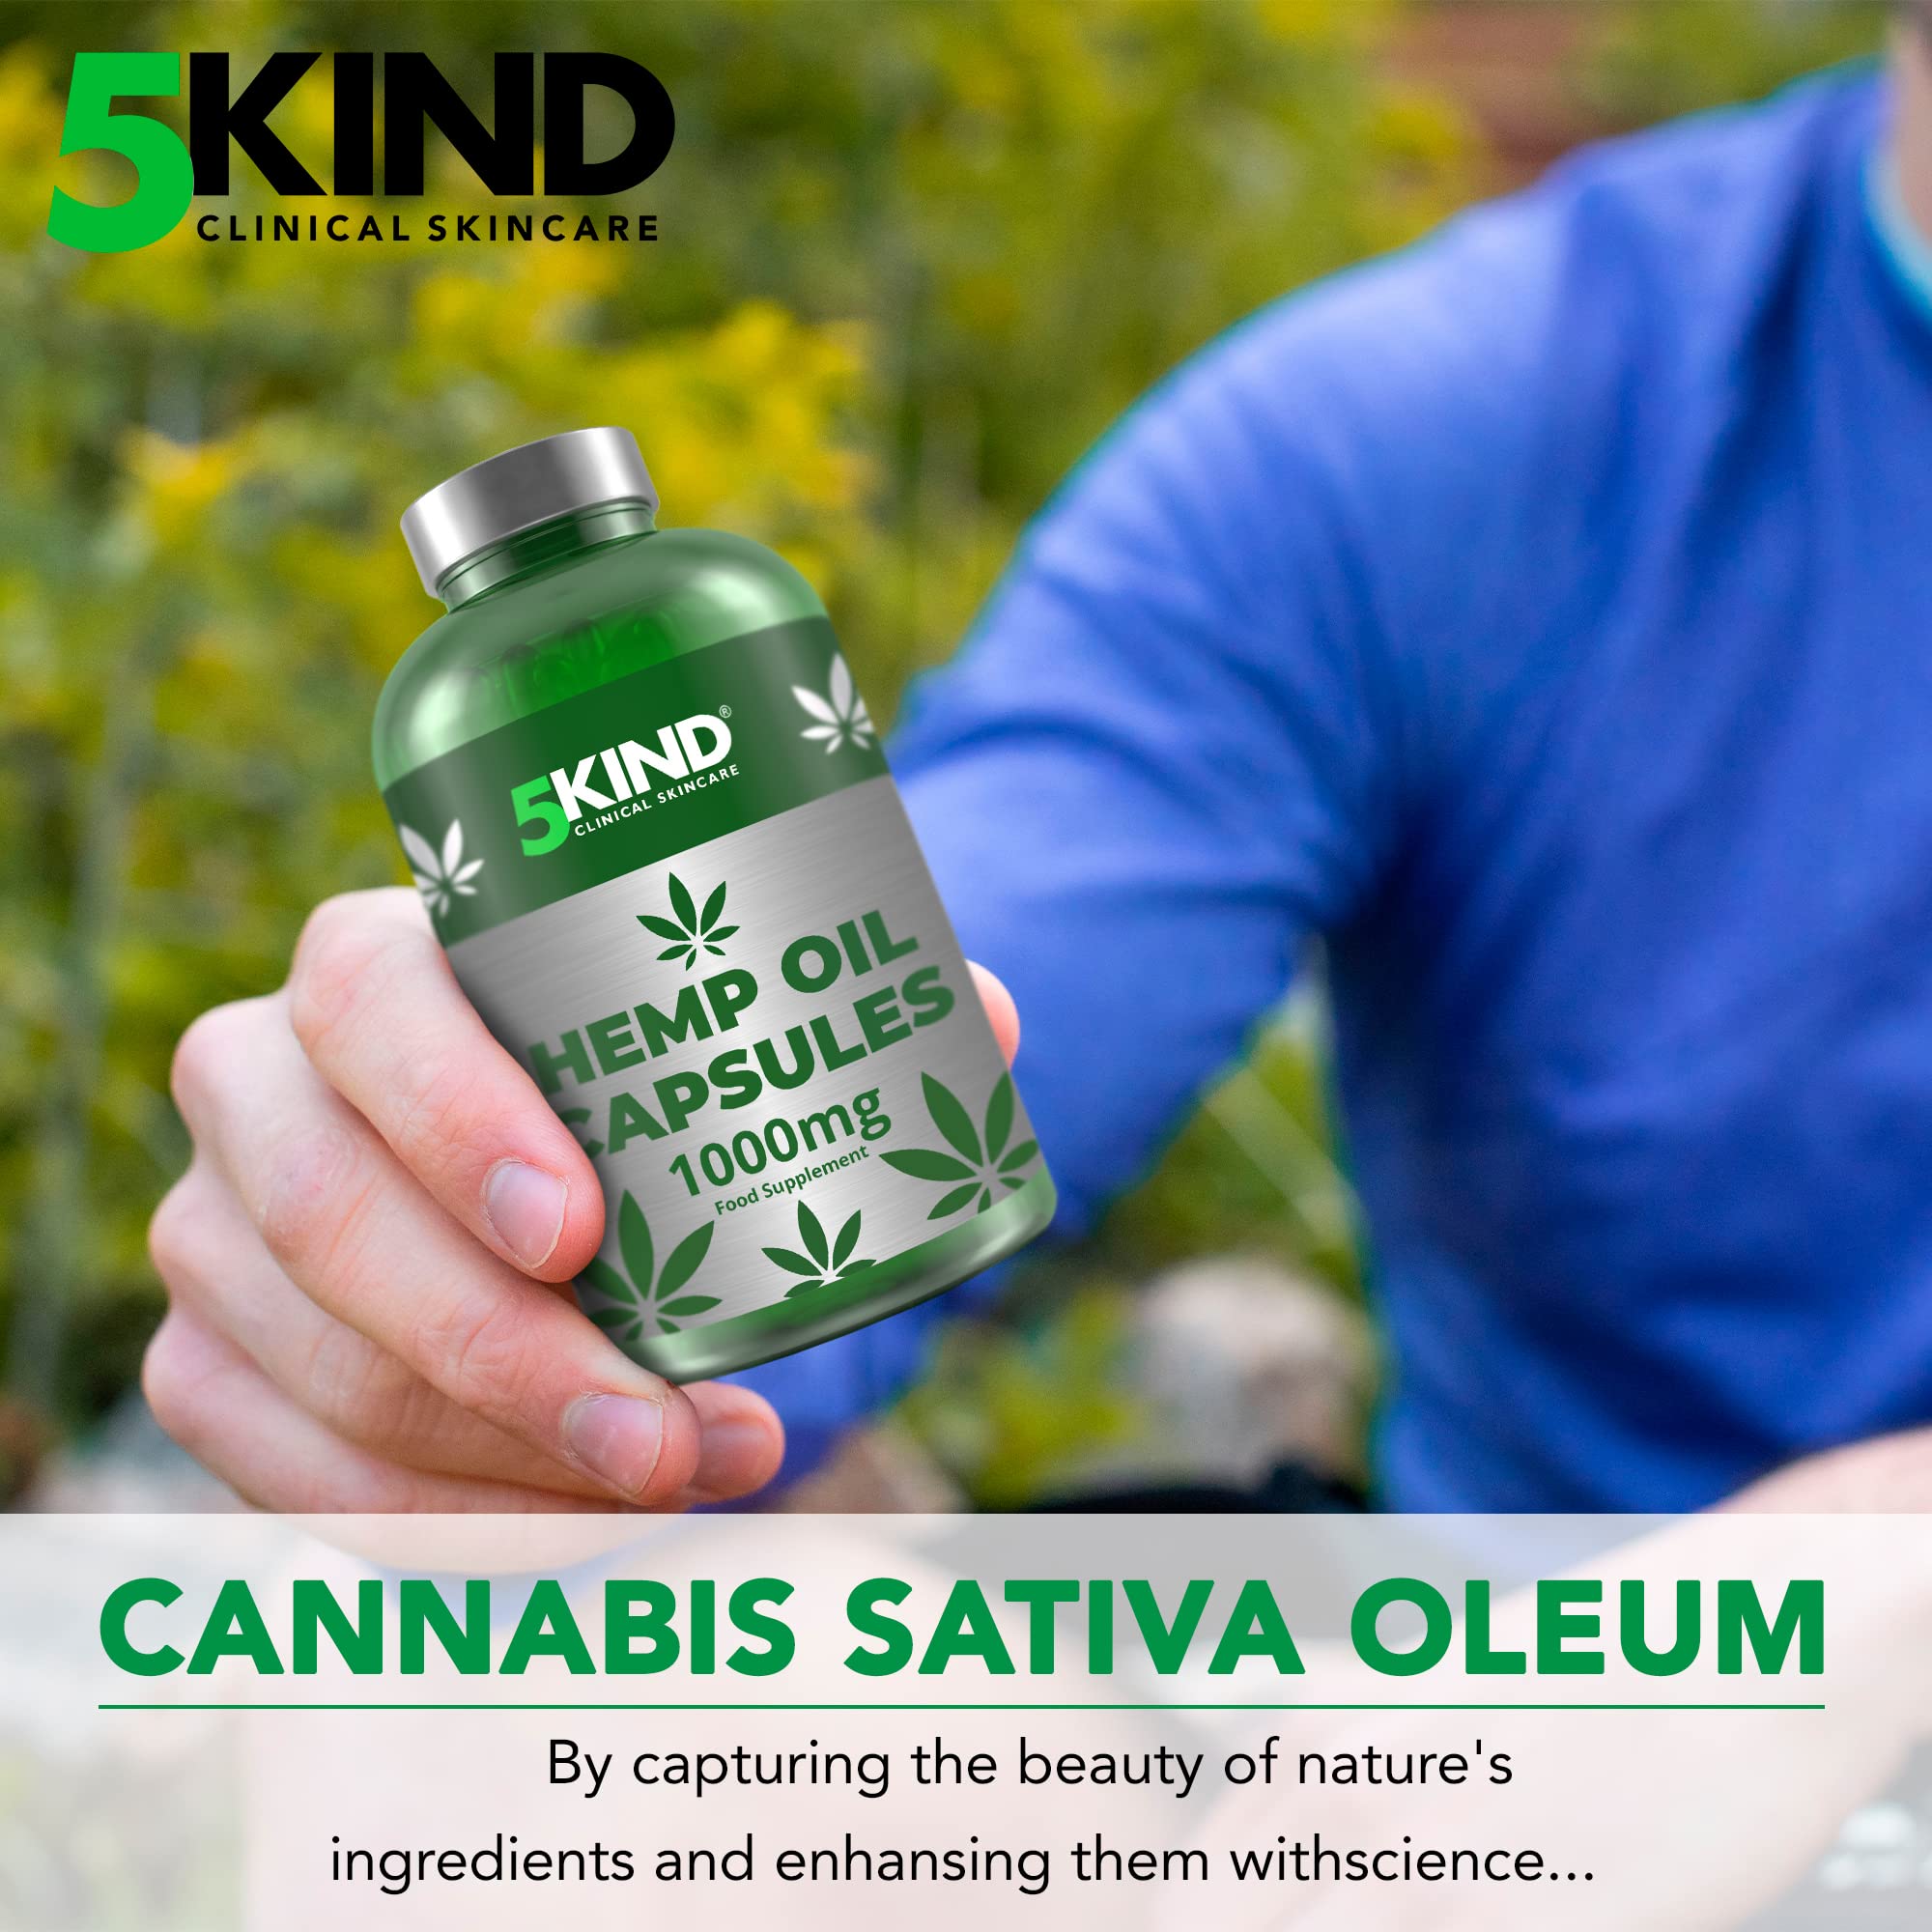 5KIND
CLINICAL SKINCARE
5KIND®
CLINICAL SKINCARE
HEMP OIL
CAPSULES
1000mg
Food Supplement
CANNABIS SATIVA OLEUM
By capturing the beauty of nature's
ingredients and enhansing them withscience...